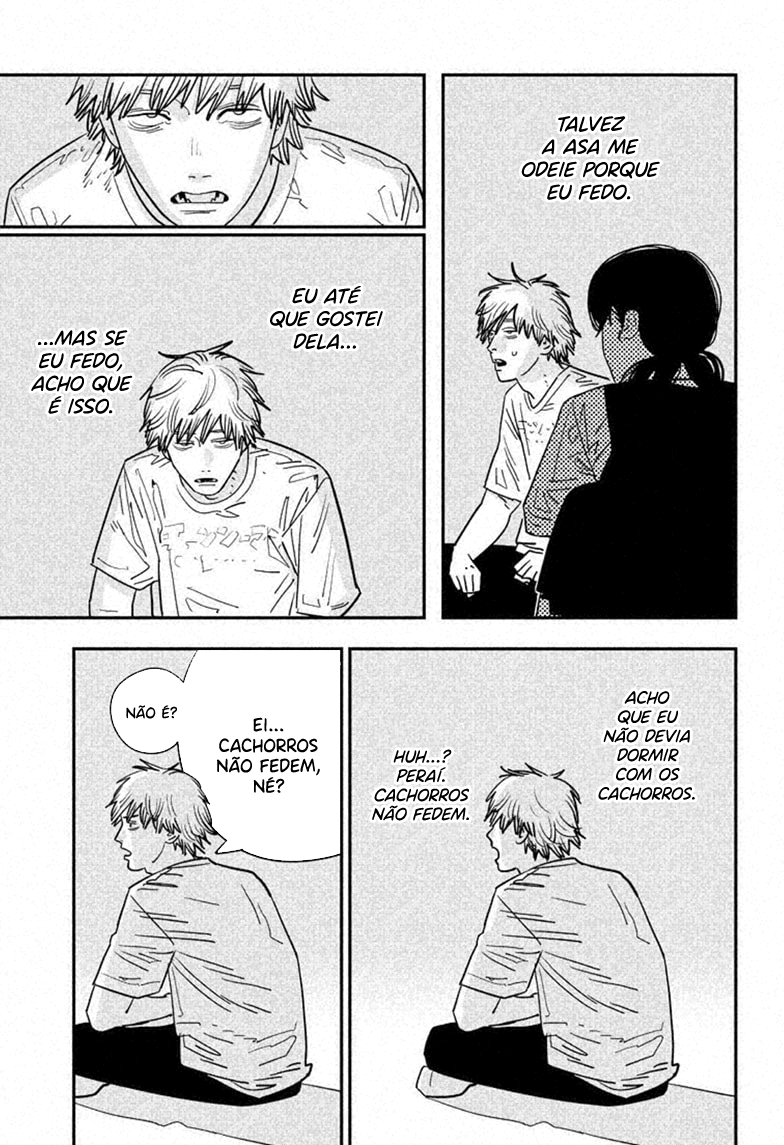 TALVEZ
A ASA ME
ODEIE PORQUE
EU FEDO.
EU ATÉ
QUE GOSTEI
DELA...
...MAS SE
EU FEDO,
ACHO QUE
É ISSO.
ACHO
QUE EU
NÃO DEVIA
DORMIR
COM OS
CACHORROS.
HUH...?
PERAÍ.
CACHORROS
NÃO FEDEM.
EI...
CACHORROS
NÃO FEDEM,
NÉ?
NÃO É?